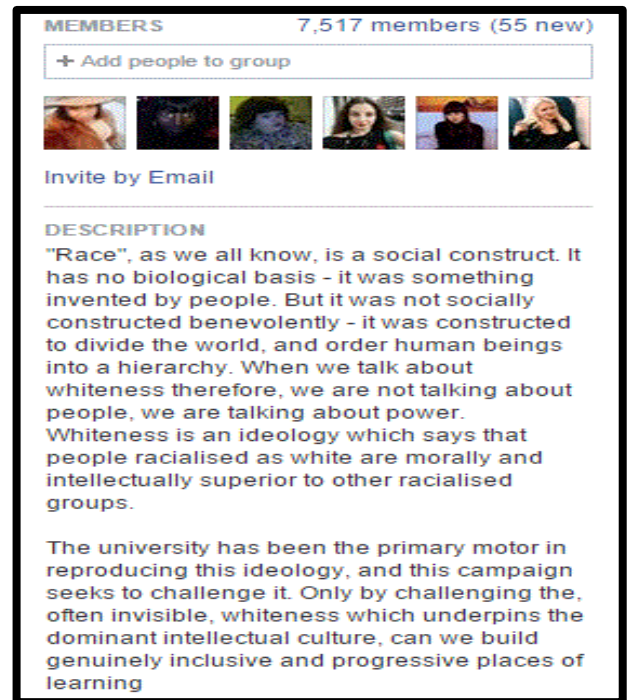 MEMBERS 7,517 members (55 new)
+ Add people to group
Invite by Email
DESCRIPTION
"Race", as we all know, is a social construct. It
has no biological basis - it was something
invented by people. But it was not socially
constructed benevolently - it was constructed
to divide the world, and order human beings
into a hierarchy. When we talk about
whiteness therefore, we are not talking about
people, we are talking about power.
Whiteness is an ideology which says that
people racialised as white are morally and
intellectually superior to other racialised
groups.
The university has been the primary motor in
reproducing this ideology, and this campaign
seeks to challenge it. Only by challenging the,
often invisible, whiteness which underpins the
dominant intellectual culture, can we build
genuinely inclusive and progressive places of
learning